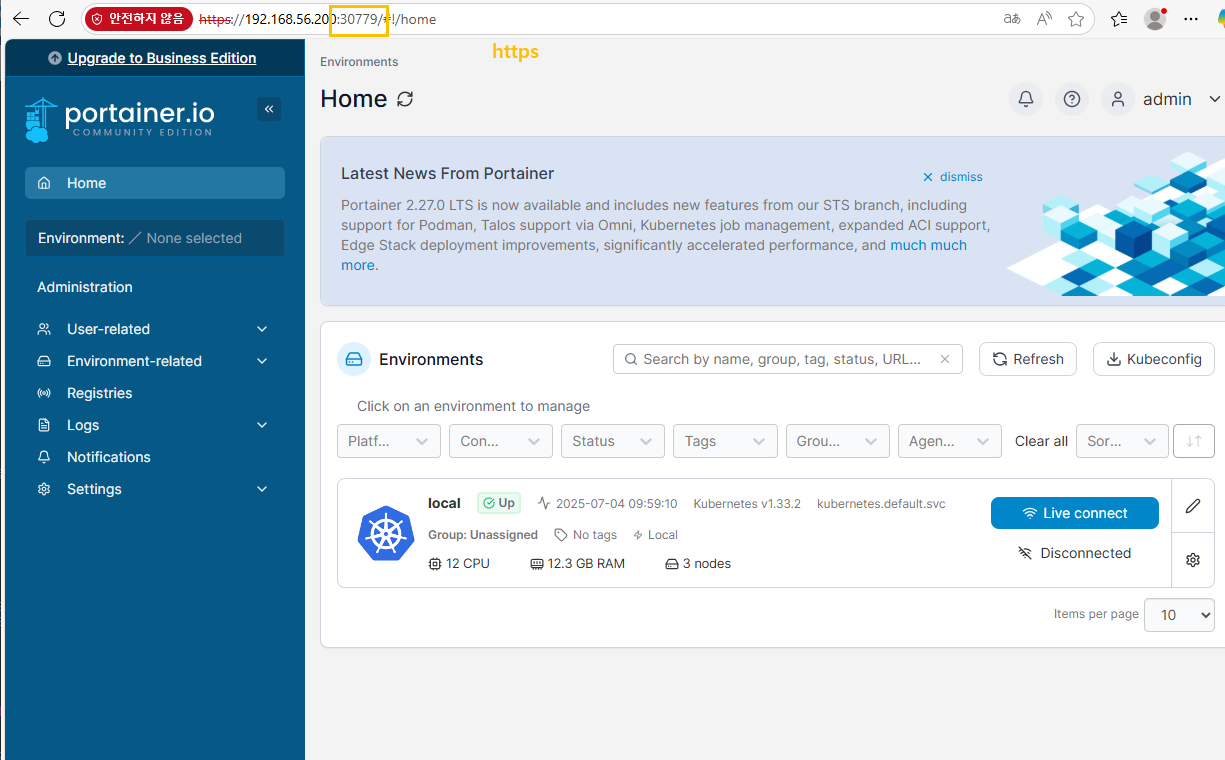 안전하지 않음 https://192.168.56.200:30779/#!/home
https
Upgrade to Business Edition
portainer.io
COMMUNITY EDITION
Home
Environment: / None selected
Administration
User-related
Environment-related
Registries
Logs
Notifications
Settings
Environments
Home
admin
Latest News From Portainer
dismiss
Portainer 2.27.0 LTS is now available and includes new features from our STS branch, including
support for Podman, Talos support via Omni, Kubernetes job management, expanded ACI support,
Edge Stack deployment improvements, significantly accelerated performance, and much much
more.
Environments
Search by name, group, tag, status, URL...
Refresh
Kubeconfig
Click on an environment to manage
Platf... Con... Status Tags Grou... Agen... Clear all Sor...
local Up 2025-07-04 09:59:10 Kubernetes v1.33.2 kubernetes.default.svc
Group: Unassigned No tags Local
12 CPU 12.3 GB RAM 3 nodes
Live connect
Disconnected
Items per page 10